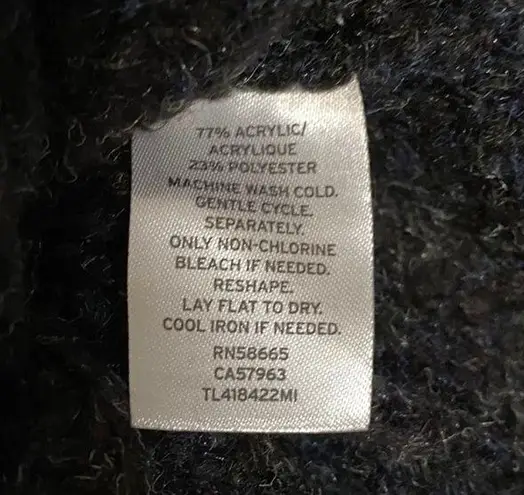 77% ACRYLIC/
ACRYLIQUE
23% POLYESTER
MACHINE WASH COLD.
GENTLE CYCLE.
SEPARATELY.
ONLY NON-CHLORINE
BLEACH IF NEEDED.
RESHAPE.
LAY FLAT TO DRY.
COOL IRON IF NEEDED.
RN58665
CA57963
TL418422MI